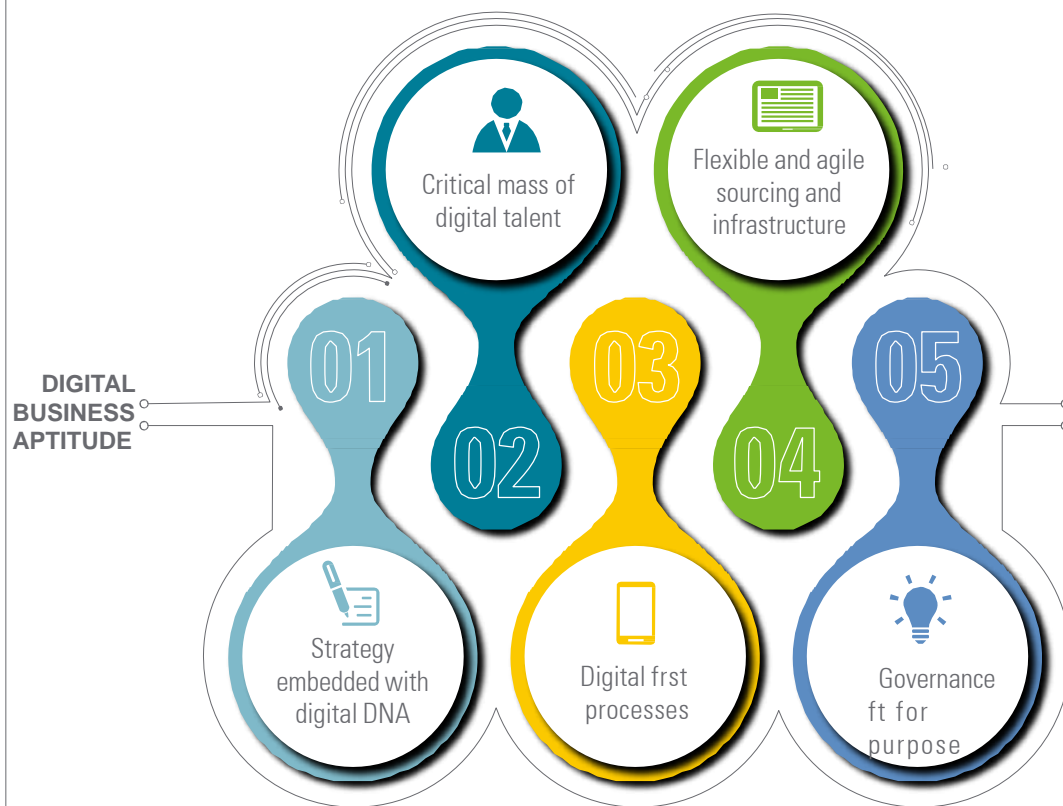 DIGITAL
BUSINESS
APTITUDE
01
Strategy
embedded with
digital DNA
02
Critical mass of
digital talent
03
Digital frst
processes
04
Flexible and agile
sourcing and
infrastructure
05
Governance
ft for
purpose